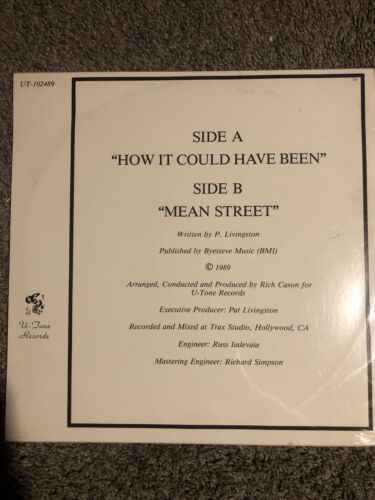 UT-102489
SIDE A
"HOW IT COULD HAVE BEEN"
SIDE B
"MEAN STREET"
Written by P. Livingston
Published by Byesteve Music (BMI)
© 1989
Arranged, Conducted and Produced by Rich Cason for
U-Tone Records
Executive Producer: Pat Livingston
Recorded and Mixed at Trax Studio, Hollywood, CA
Engineer: Russ Iadevaia
Mastering Engineer: Richard Simpson
U-Tone
Records